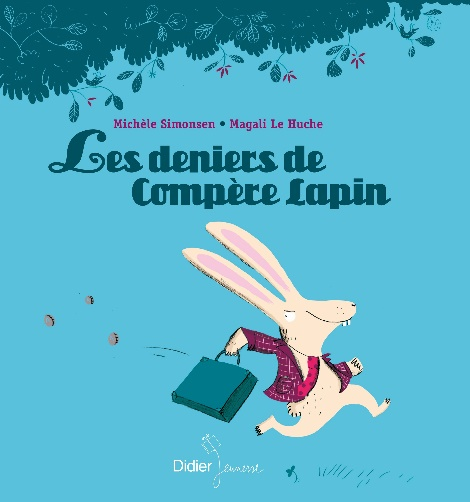 Michèle Simonsen • Magali Le Huche
Les deniers de
Compère Lapin
Didier Jeunesse